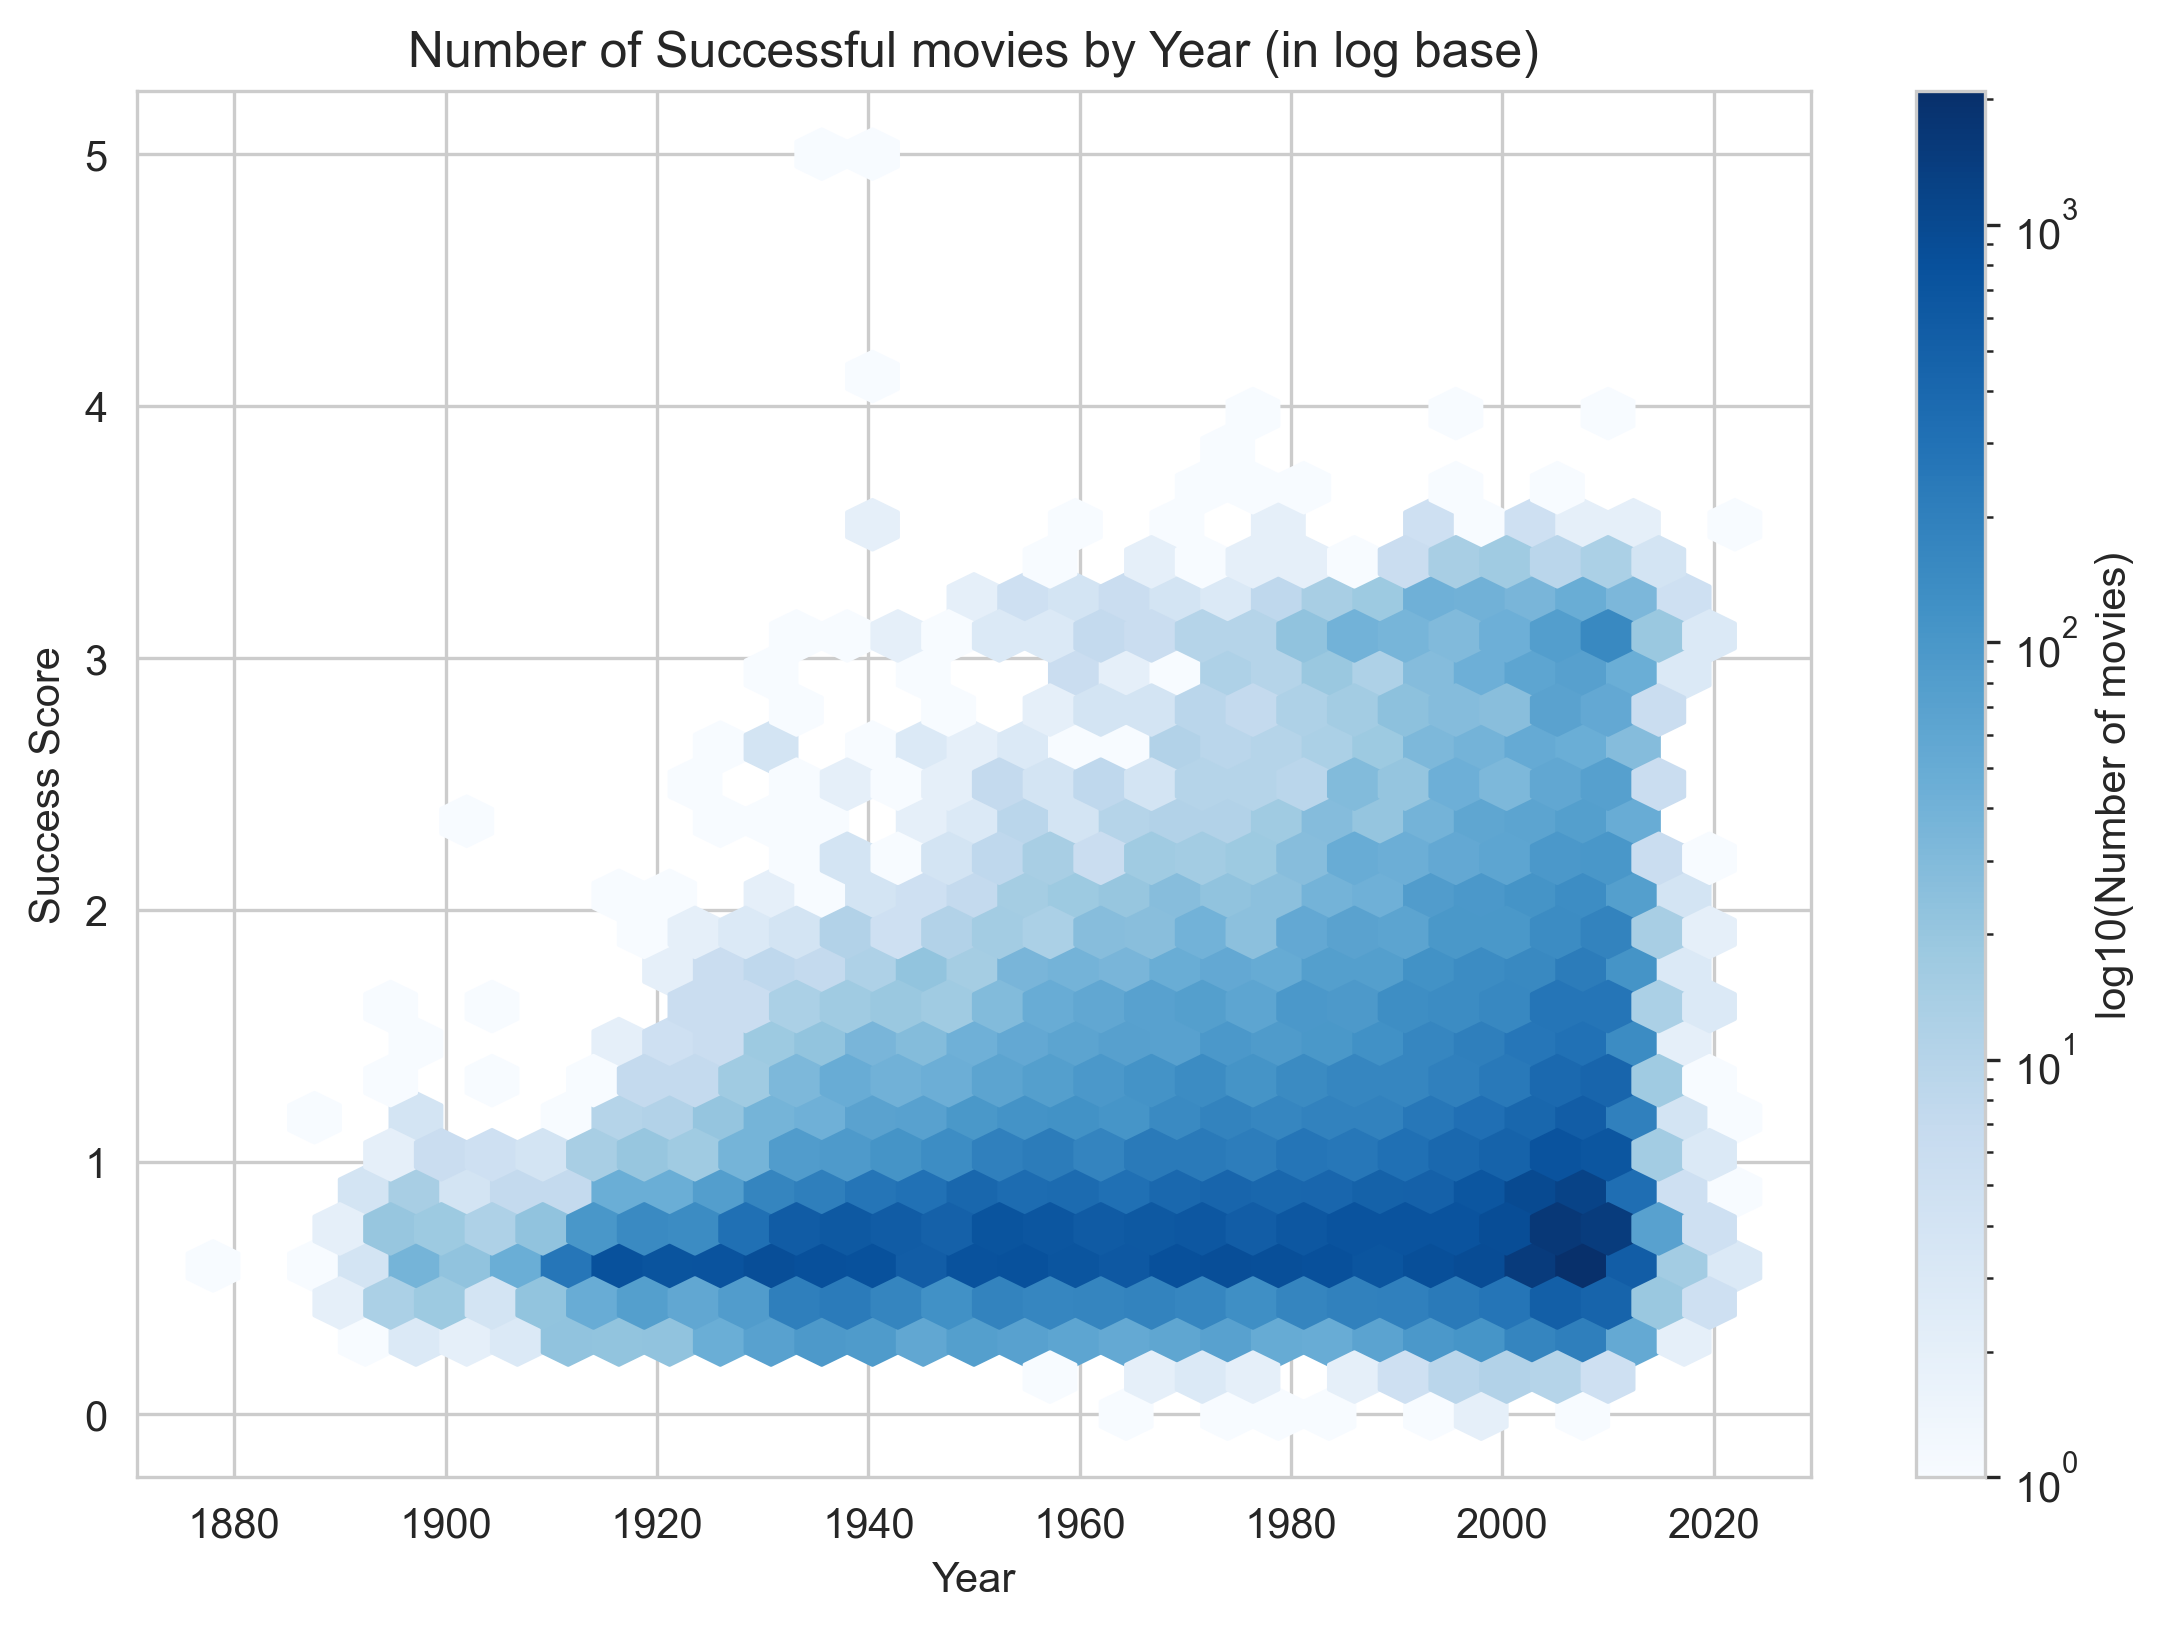 Number of Successful movies by Year (in log base)
5
4
3
2
1
0
Success Score
1880 1900 1920 1940 1960 1980 2000 2020
Year
10³
10²
10¹
10⁰
log10(Number of movies)